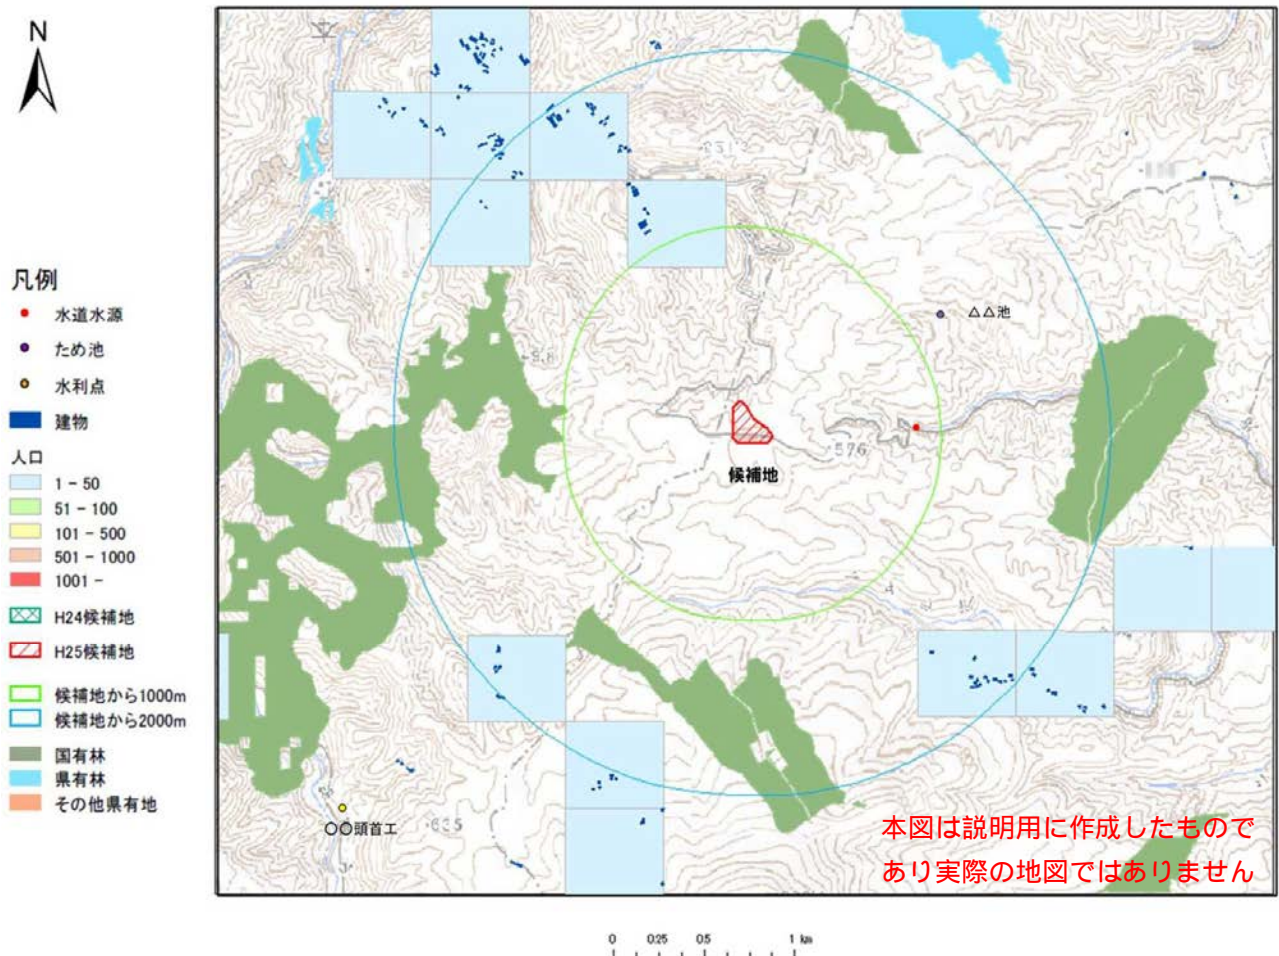 N
凡例
水道水源
ため池
水利点
建物
人口
1 - 50
51 - 100
101 - 500
501 - 1000
1001 -
H24候補地
H25候補地
候補地から1000m
候補地から2000m
国有林
県有林
その他県有地
△△池
576
候補地
〇〇頭首工
635
本図は説明用に作成したもので
あり実際の地図ではありません
0 0.25 0.5 1 km